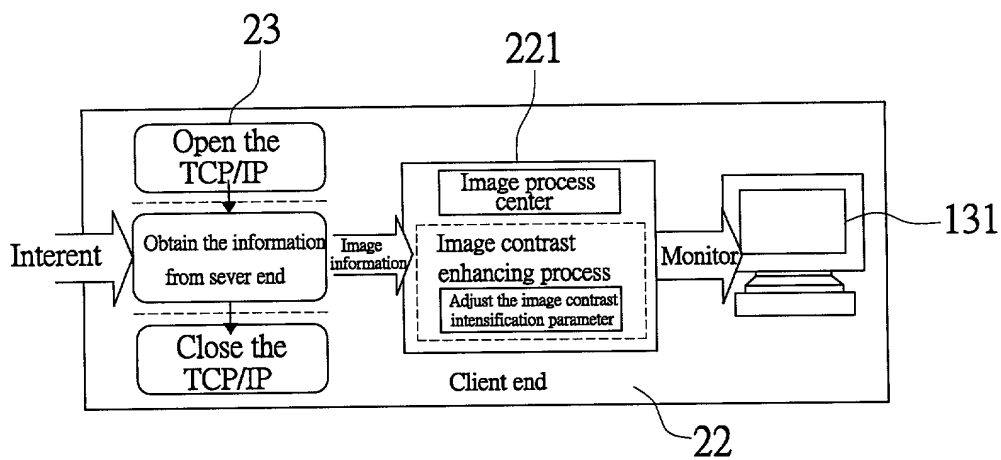 23
221
Open the
TCP/IP
Image process
center
131
Interent
Obtain the information
from sever end
Image
information
Image contrast
enhancing process
Adjust the image contrast
intensification parameter
Monitor
Close the
TCP/IP
Client end
22